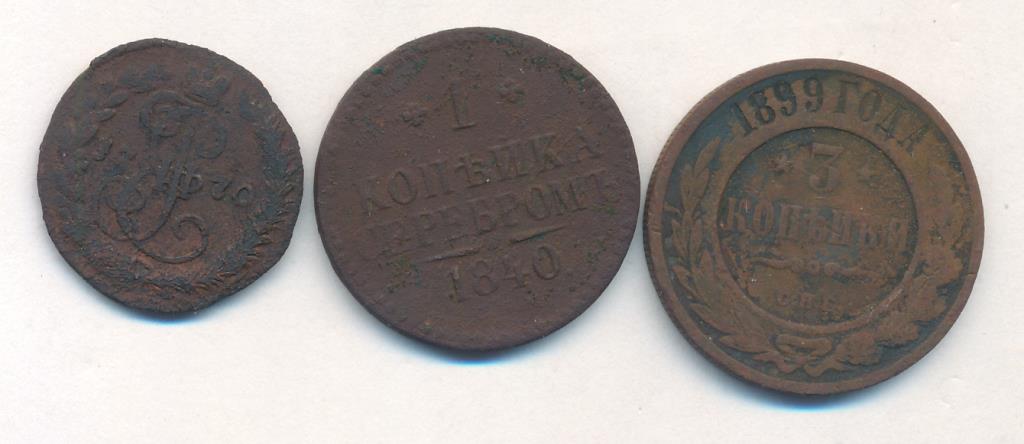 1
КОПѢЙКА
СЕРЕБРОМЪ
1840
1899 ГОДА
3
КОПѢЙКИ
С.П.Б.